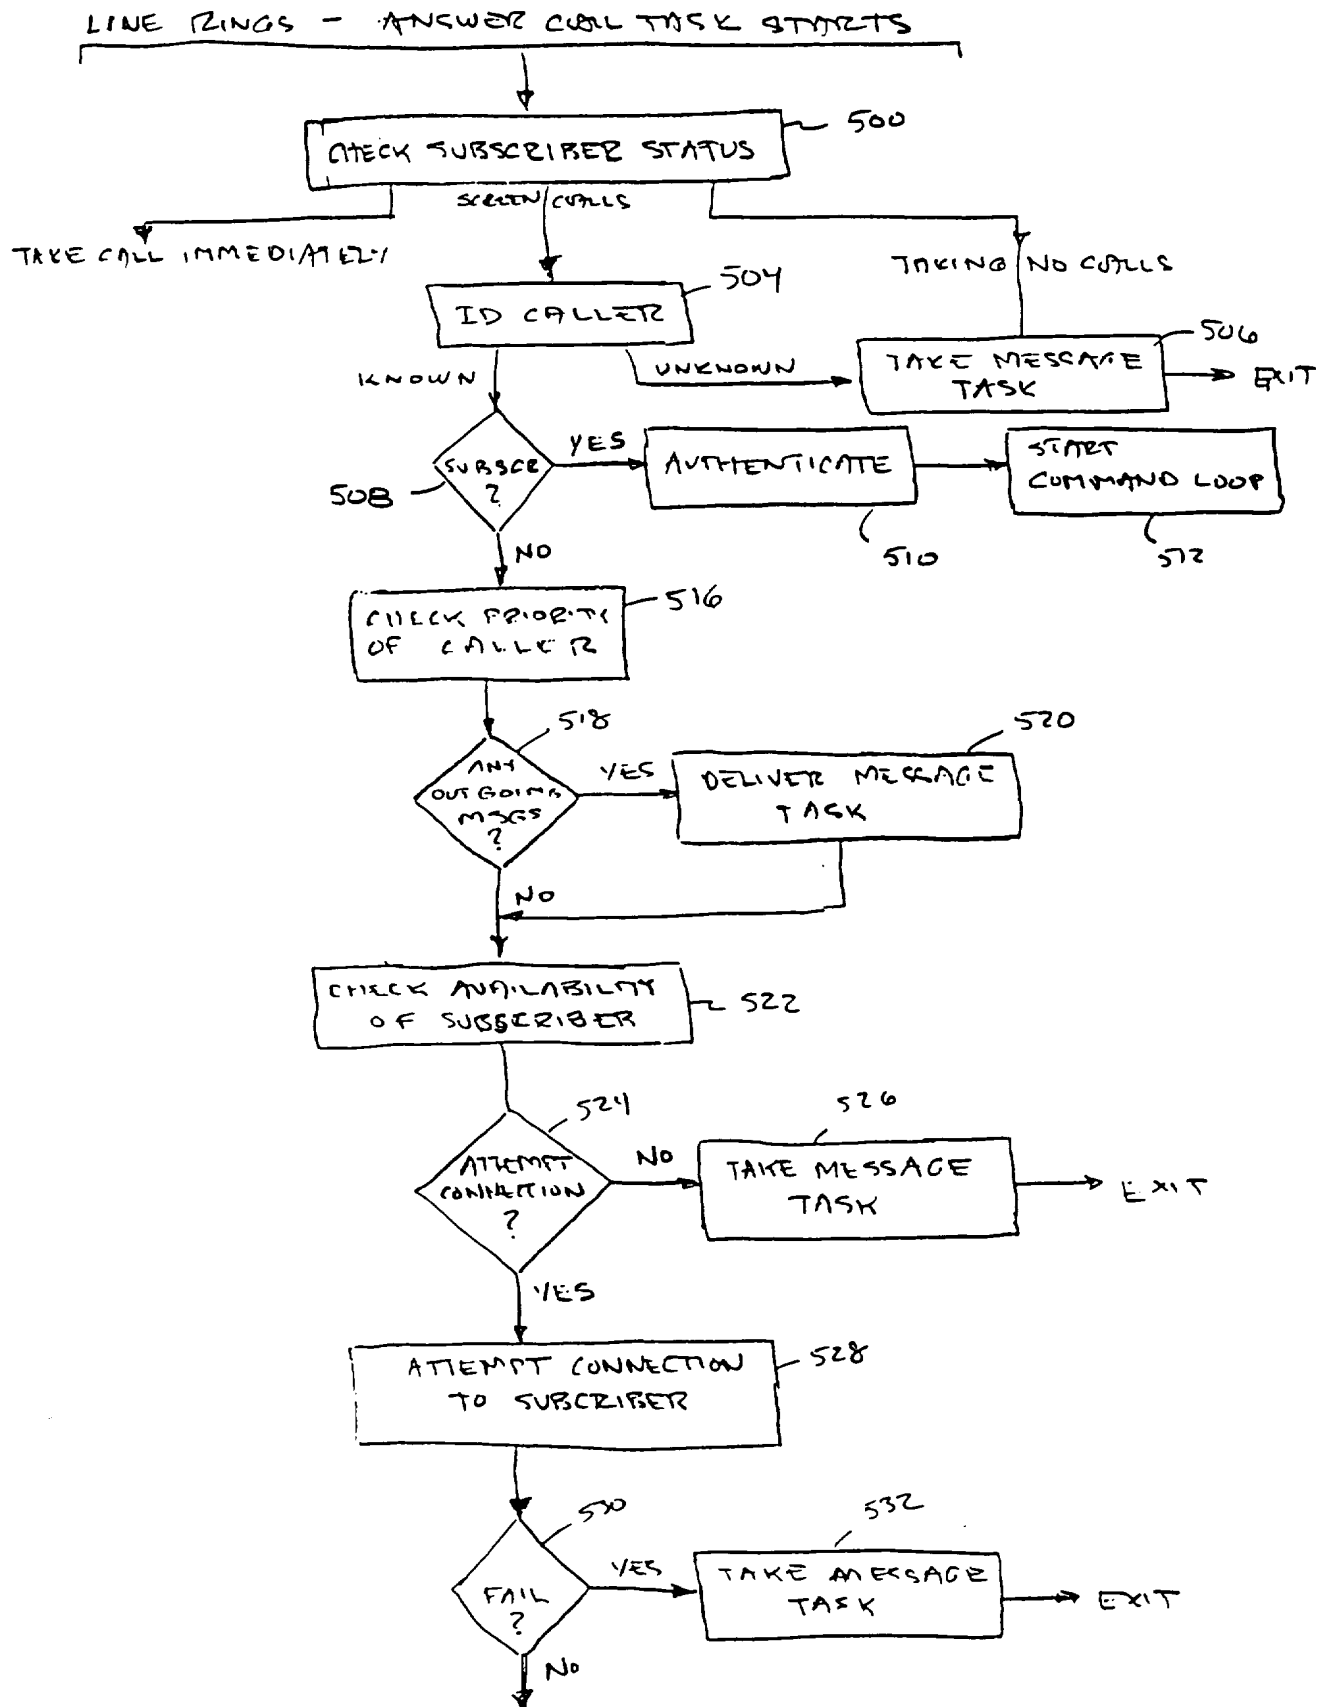 LINE RINGS - ANSWER CALL TASK STARTS
500
CHECK SUBSCRIBER STATUS
SCREEN CALLS
TAKE CALL IMMEDIATELY
TAKING NO CALLS
504
ID CALLER
506
KNOWN
UNKNOWN
TAKE MESSAGE
TASK
EXIT
SUBSCR
?
508
YES
AUTHENTICATE
510
START
COMMAND LOOP
512
NO
516
CHECK PRIORITY
OF CALLER
518
ANY
OUTGOING
MSGS
?
YES
520
DELIVER MESSAGE
TASK
NO
CHECK AVAILABILITY
OF SUBSCRIBER
522
524
ATTEMPT
CONNECTION
?
NO
526
TAKE MESSAGE
TASK
EXIT
YES
ATTEMPT CONNECTION
TO SUBSCRIBER
528
530
FAIL
?
YES
532
TAKE MESSAGE
TASK
EXIT
NO